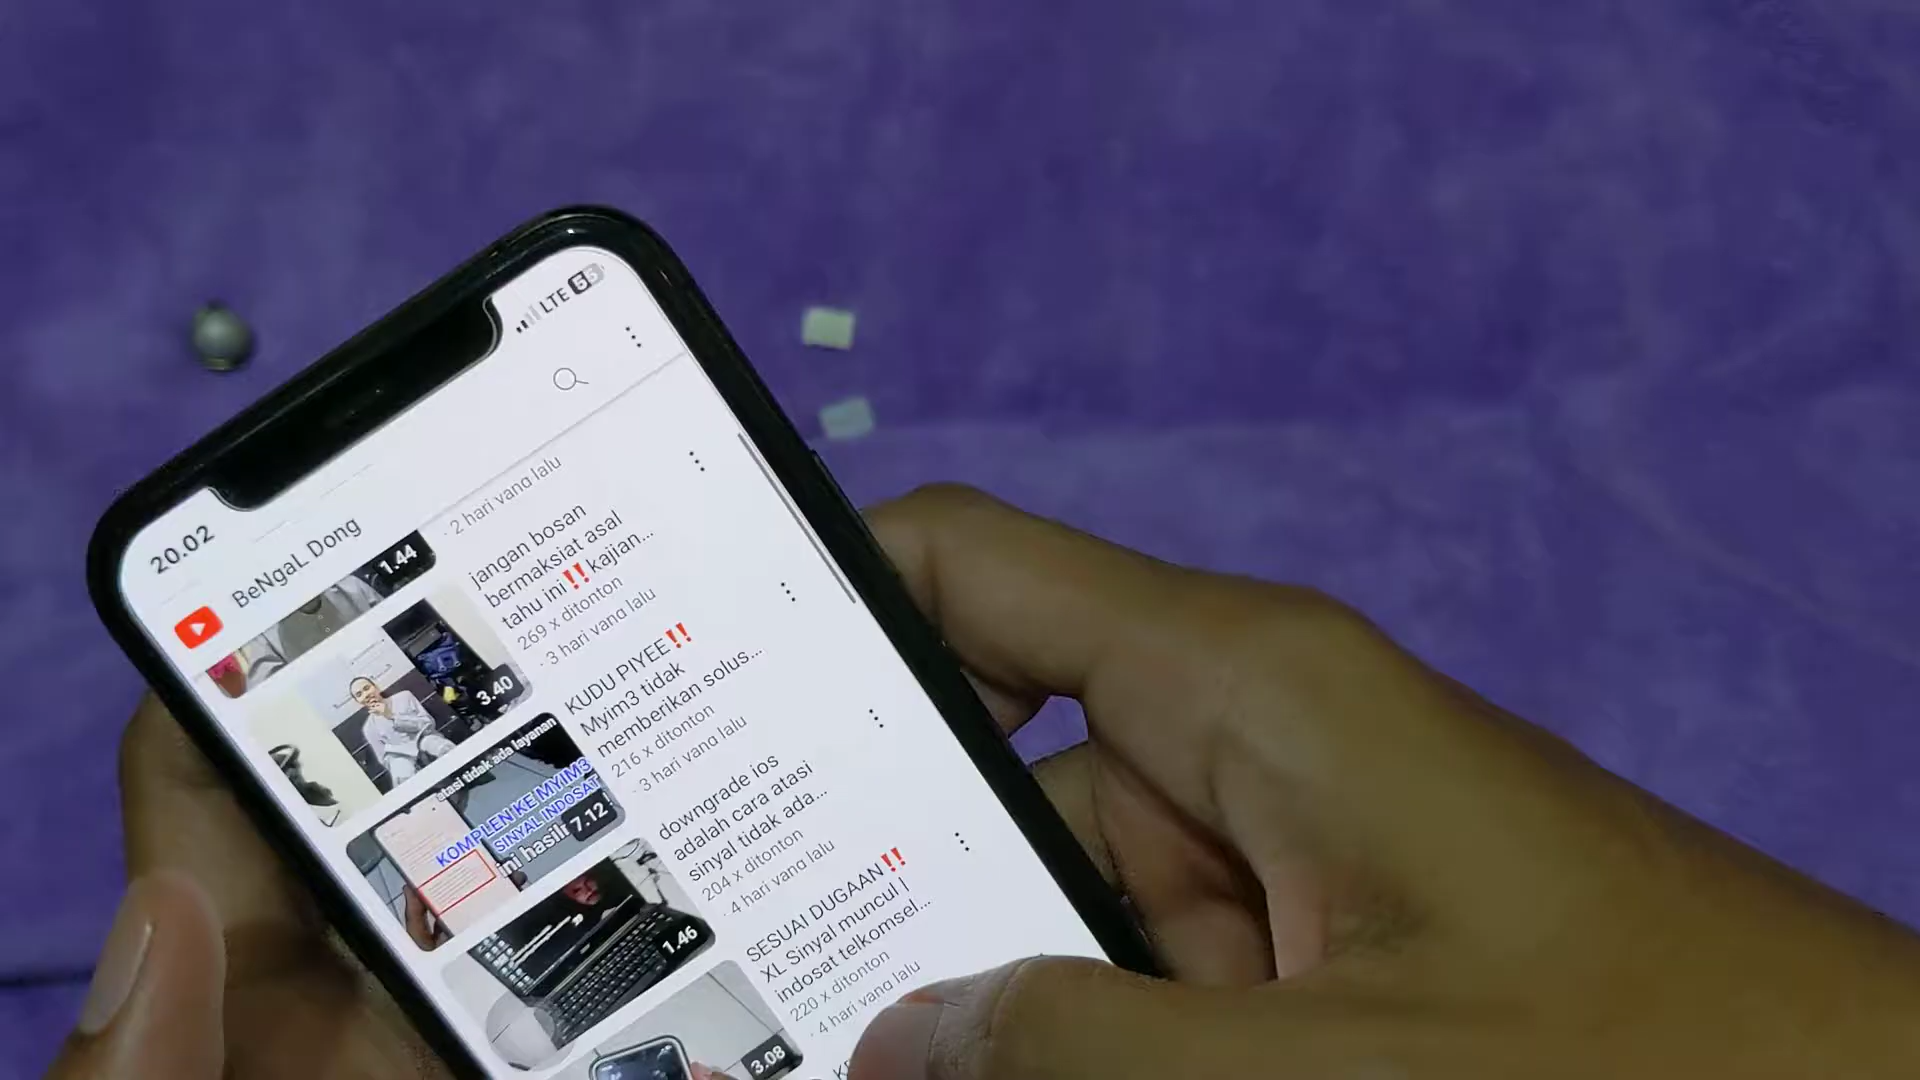 20.02
LTE 55
BeNgaL Dong
1.44
2 hari yang lalu
jangan bosan
bermaksiat asal
tahu ini‼️kajian...
269 x ditonton
· 3 hari yang lalu
3.40
KUDU PIYEE‼️
Myim3 tidak
memberikan solus...
216 x ditonton
· 3 hari yang lalu
atasi tidak ada layanan
KOMPLEN KE MYIM3
SINYAL INDOSAT
ini hasilr
7.12
downgrade ios
adalah cara atasi
sinyal tidak ada...
204 x ditonton
· 4 hari yang lalu
1.46
SESUAI DUGAAN‼️
XL Sinyal muncul |
indosat telkomsel...
220 x ditonton
· 4 hari yang lalu
3.08